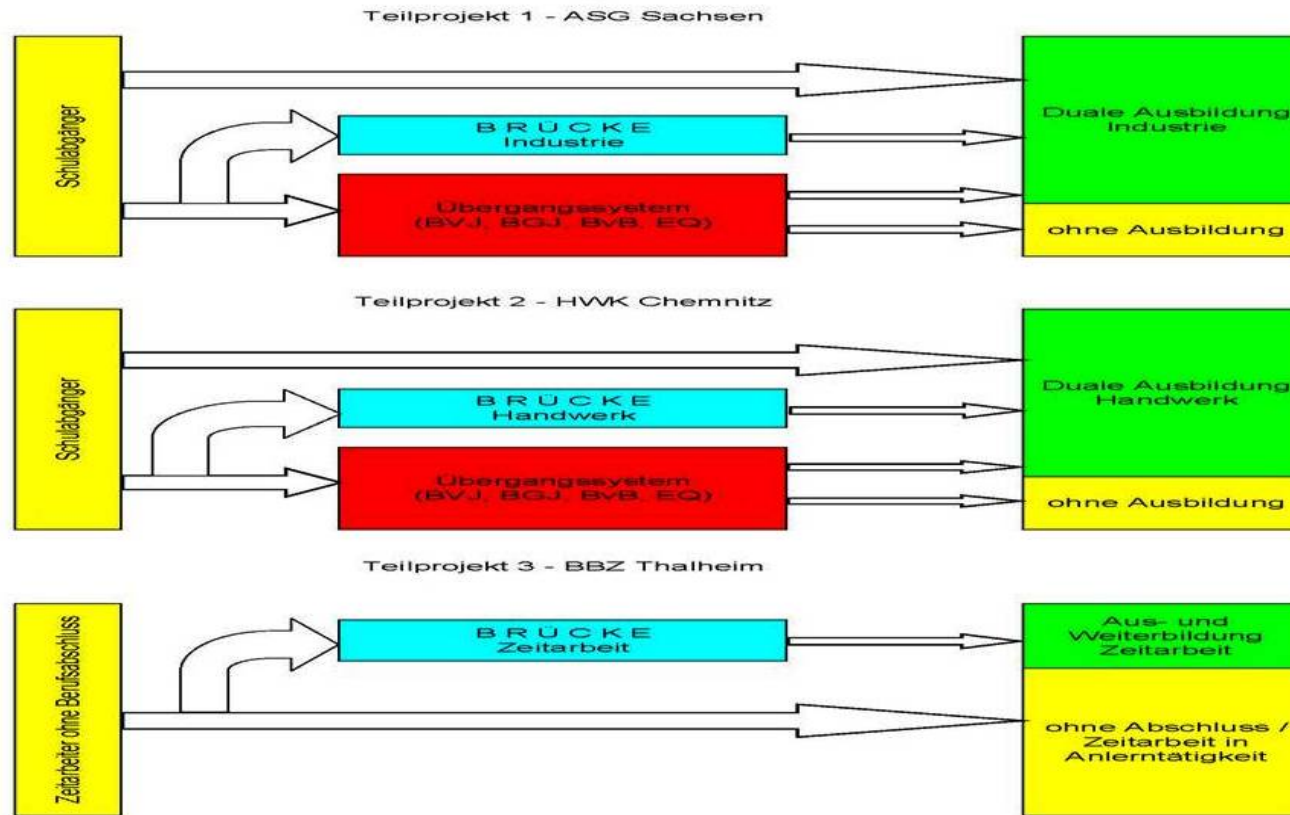 Teilprojekt 1 - ASG Sachsen
Schulabgänger
B R Ü C K E
Industrie
Übergangssystem
(BVJ, BGJ, BvB, EQ)
Duale Ausbildung
Industrie
ohne Ausbildung
Teilprojekt 2 - HWK Chemnitz
Schulabgänger
B R Ü C K E
Handwerk
Übergangssystem
(BVJ, BGJ, BvB, EQ)
Duale Ausbildung
Handwerk
ohne Ausbildung
Teilprojekt 3 - BBZ Thalheim
Zeitarbeiter ohne Berufsabschluss
B R Ü C K E
Zeitarbeit
Aus- und
Weiterbildung
Zeitarbeit
ohne Abschluss /
Zeitarbeit in
Anlerntätigkeit